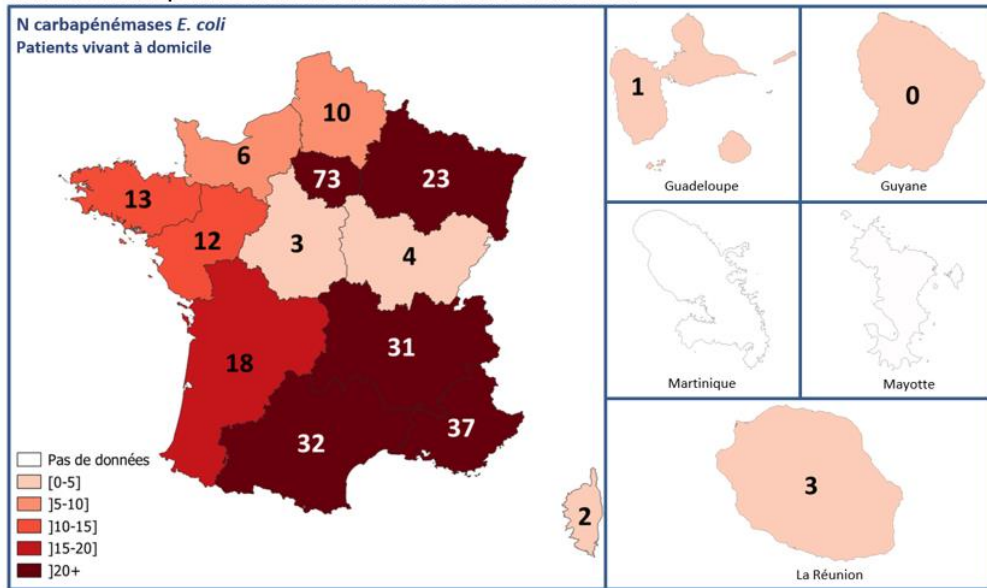 N carbapénémases E. coli
Patients vivant à domicile
10
6
73
23
13
12
3
4
18
31
32
37
2
Pas de données
[0-5]
]5-10]
]10-15]
]15-20]
]20+
1
Guadeloupe
0
Guyane
Martinique
Mayotte
3
La Réunion